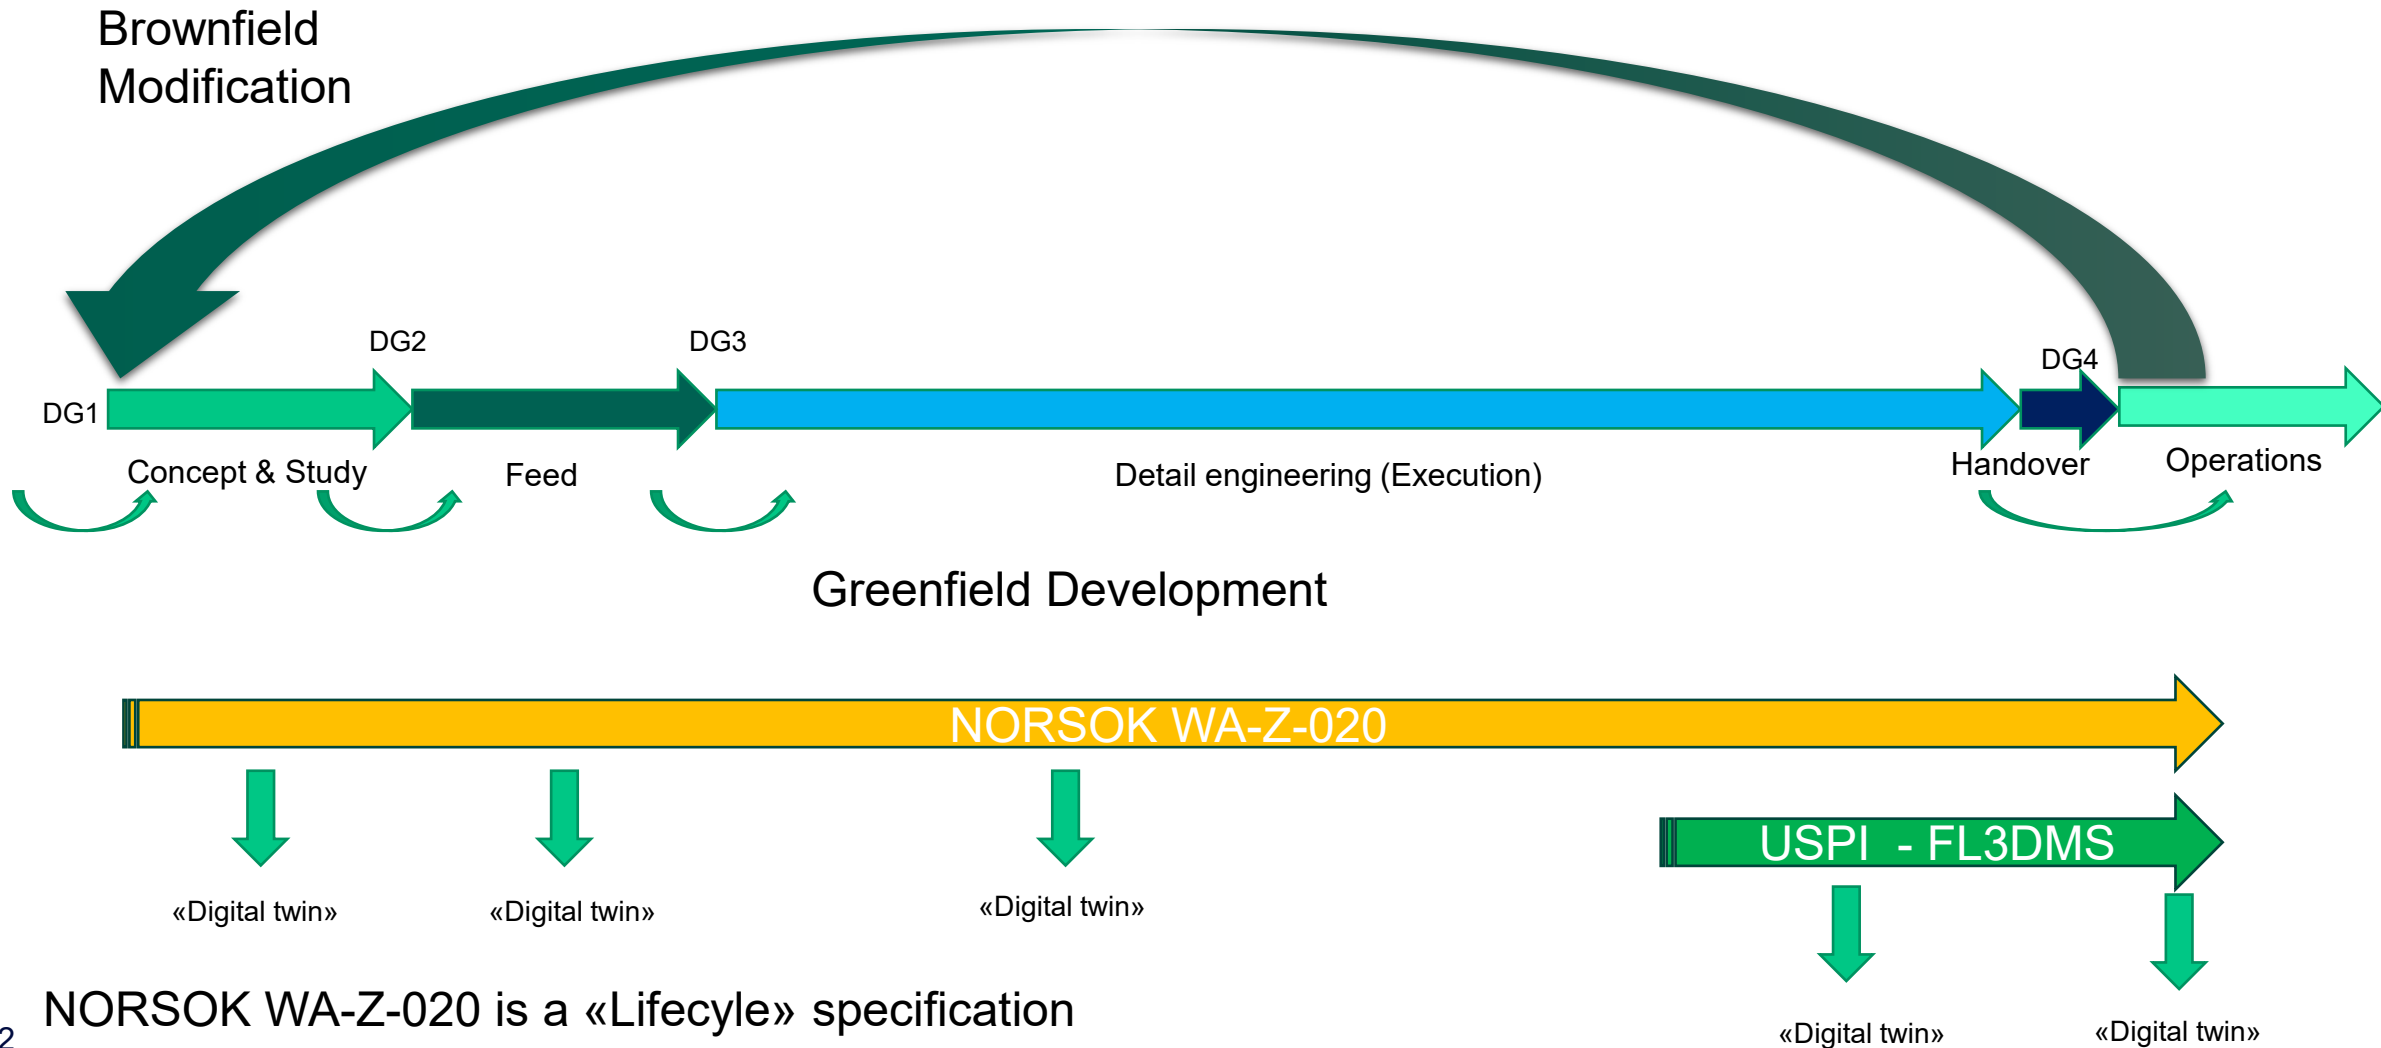 Brownfield
Modification
DG2
DG3
DG4
DG1
Concept & Study
Feed
Detail engineering (Execution)
Handover
Operations
Greenfield Development
NORSOK WA-Z-020
USPI - FL3DMS
«Digital twin»
«Digital twin»
«Digital twin»
«Digital twin»
«Digital twin»
NORSOK WA-Z-020 is a «Lifecyle» specification
2